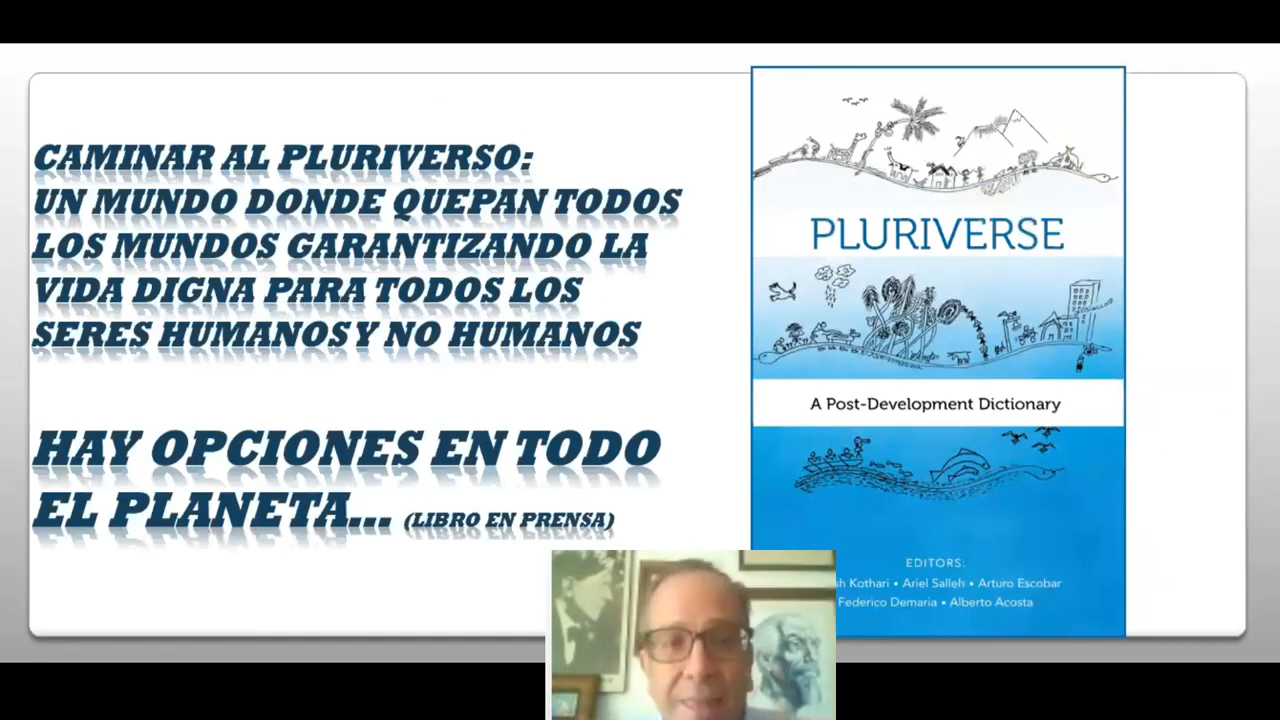 CAMINAR AL PLURIVERSO:
UN MUNDO DONDE QUEPAN TODOS
LOS MUNDOS GARANTIZANDO LA
VIDA DIGNA PARA TODOS LOS
SERES HUMANOS Y NO HUMANOS
HAY OPCIONES EN TODO
EL PLANETA... (LIBRO EN PRENSA)
PLURIVERSE
A Post-Development Dictionary
EDITORS:
Kothari • Ariel Salleh • Arturo Escobar
Federico Demaria • Alberto Acosta